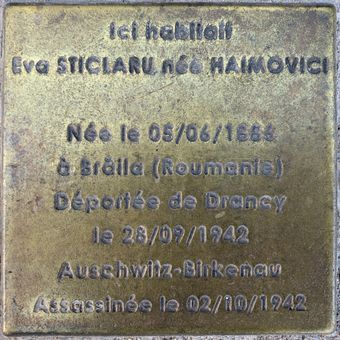 Ici habitait
Eva STICLARU, née HAIMOVICI
Née le 05/06/1886
à Brăila (Roumanie)
Déportée de Drancy
le 28/09/1942
Auschwitz-Birkenau
Assassinée le 02/10/1942